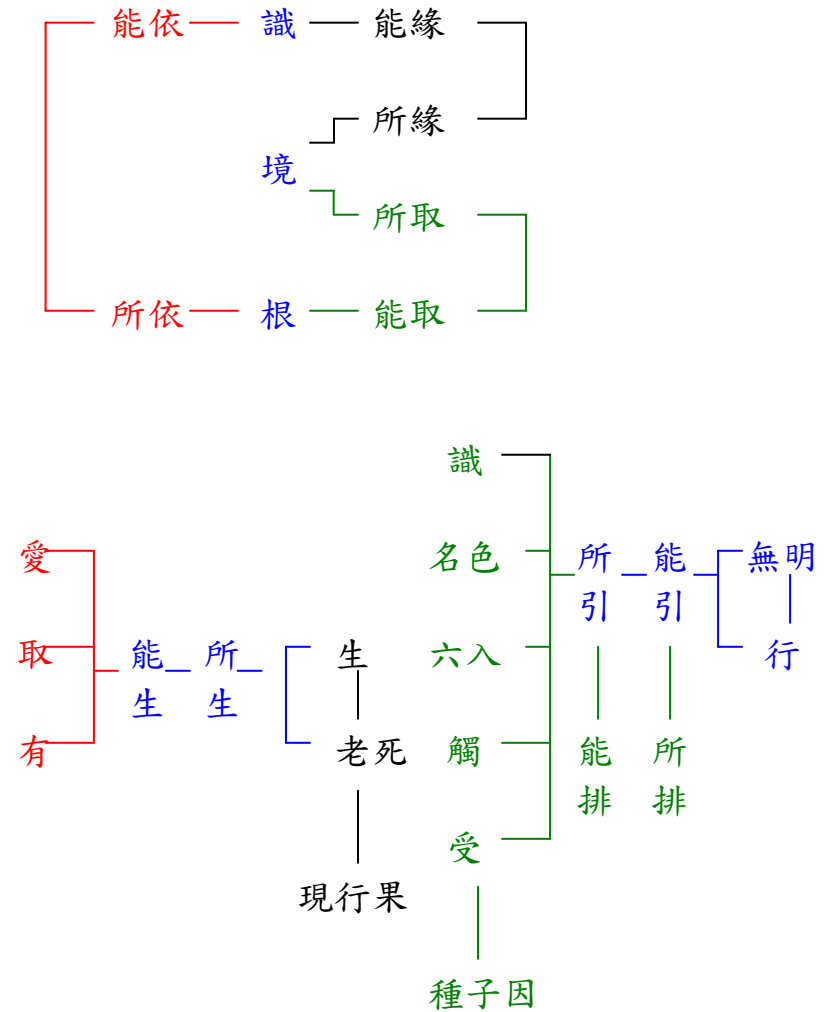 能依 識 能緣
所緣
境
所取
所依 根 能取
識
愛 名色 所引 能引 無明
取 能生 所生 生 六入 行
有 老死 觸 能排 所排
受
現行果
種子因